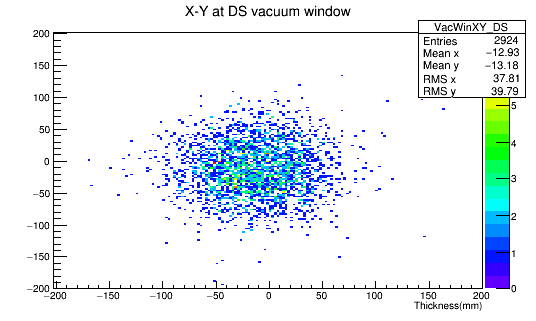 X-Y at DS vacuum window
VacWinXY_DS
Entries 2924
Mean x −12.93
Mean y −13.18
RMS x 37.81
RMS y 39.79
200
150
100
50
0
−50
−100
−150
−200
−200 −150 −100 −50 0 50 100 150 200
Thickness(mm)
5
4
3
2
1
0